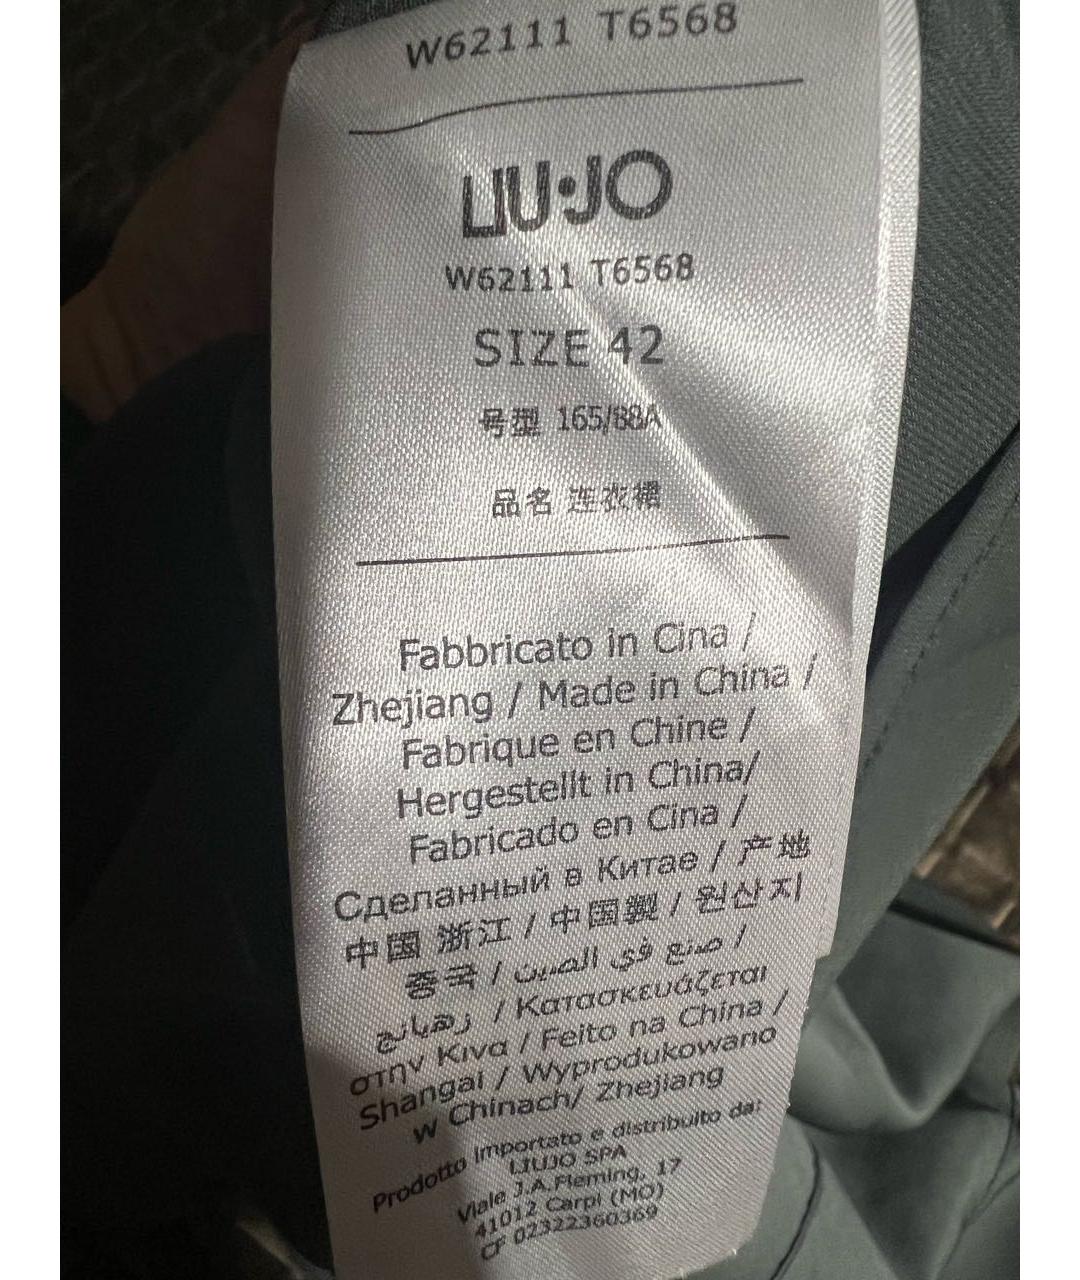 W62111 T6568
LIU·JO
W62111 T6568
SIZE 42
号型 165/88A
品名 连衣裙
Fabbricato in Cina /
Zhejiang / Made in China /
Fabrique en Chine /
Hergestellt in China/
Fabricado en Cina /
Сделанный в Китае / 产地
中国 浙江 / 中国製 / 원산지
중국 / صنع في الصين /
زهيانج / Κατασκευάζεται
στην Κινα / Feito na China /
Shangai / Wyprodukowano
w Chinach/ Zhejiang
Prodotto importato e distribuito da:
LIUJO SPA
Viale J.A.Fleming, 17
41012 Carpi (MO)
CF 02322360369